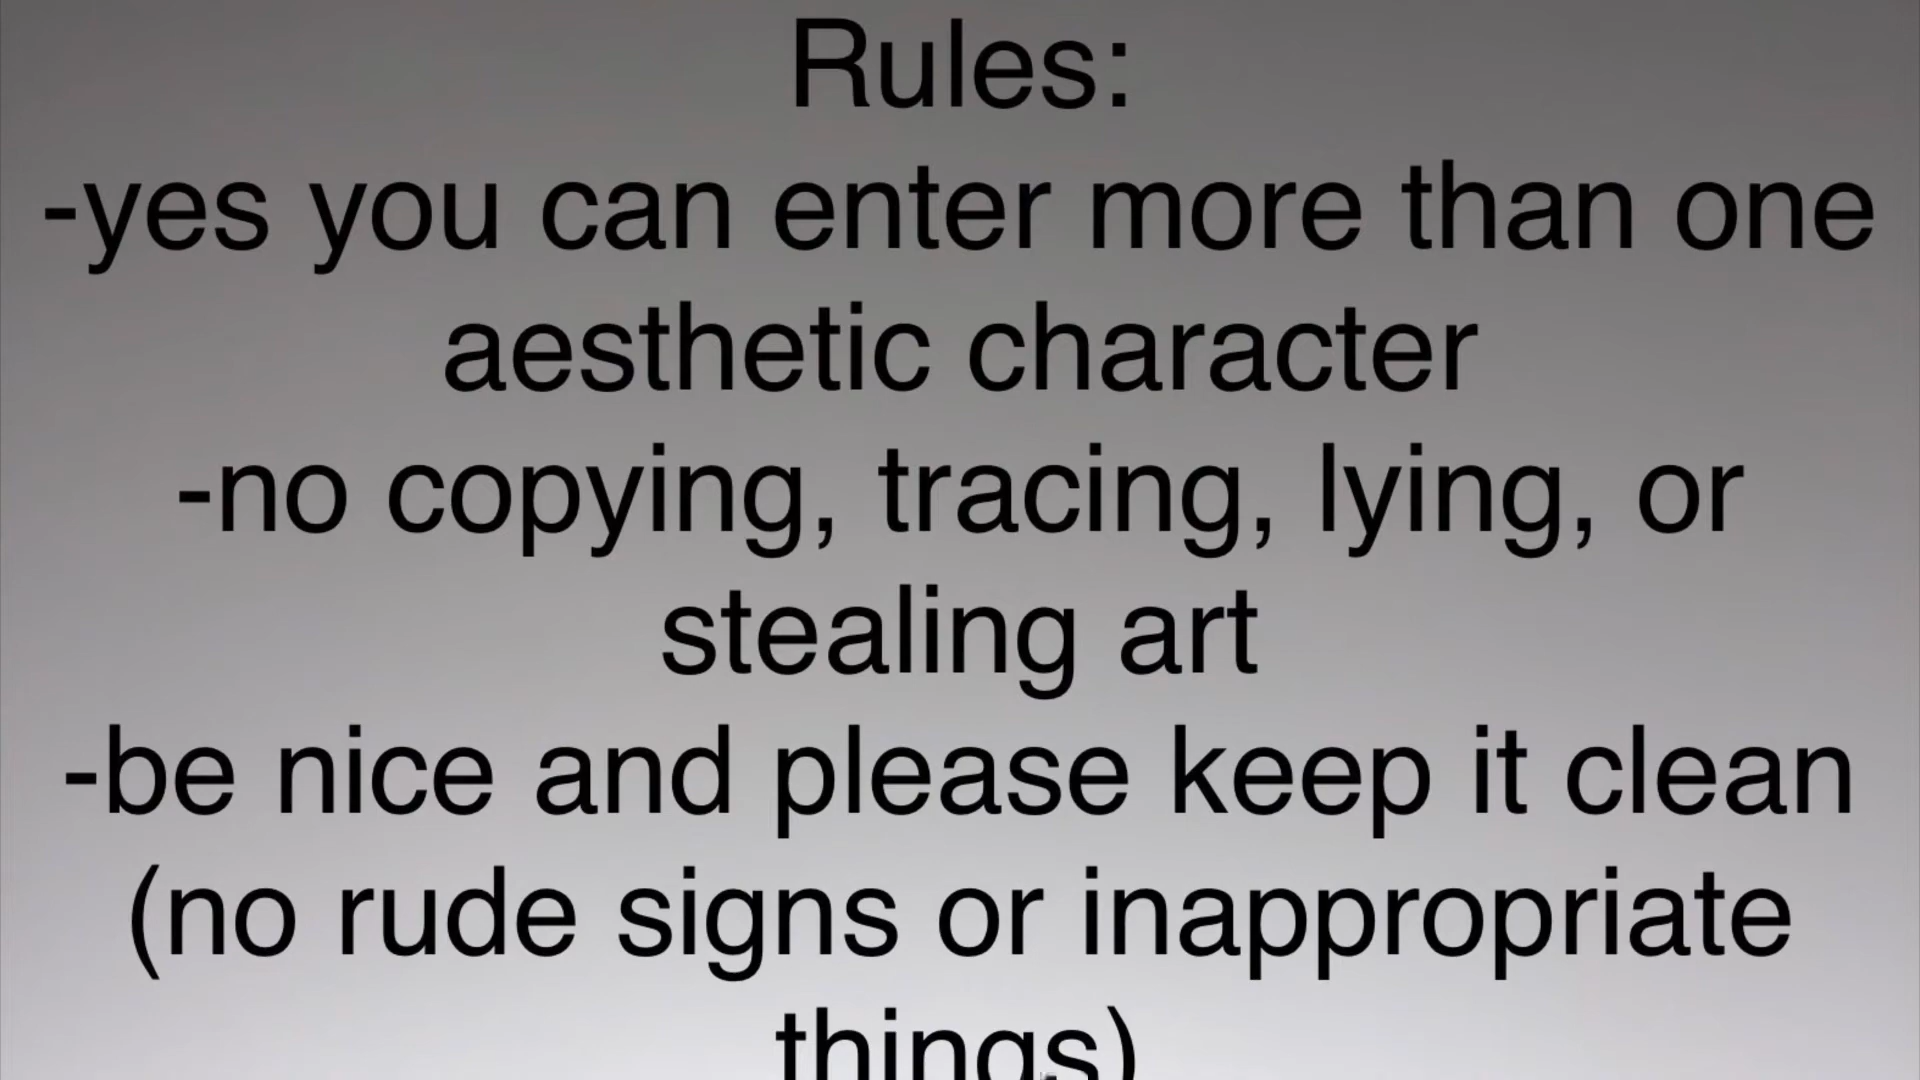 Rules:
-yes you can enter more than one
aesthetic character
-no copying, tracing, lying, or
stealing art
-be nice and please keep it clean
(no rude signs or inappropriate
things)